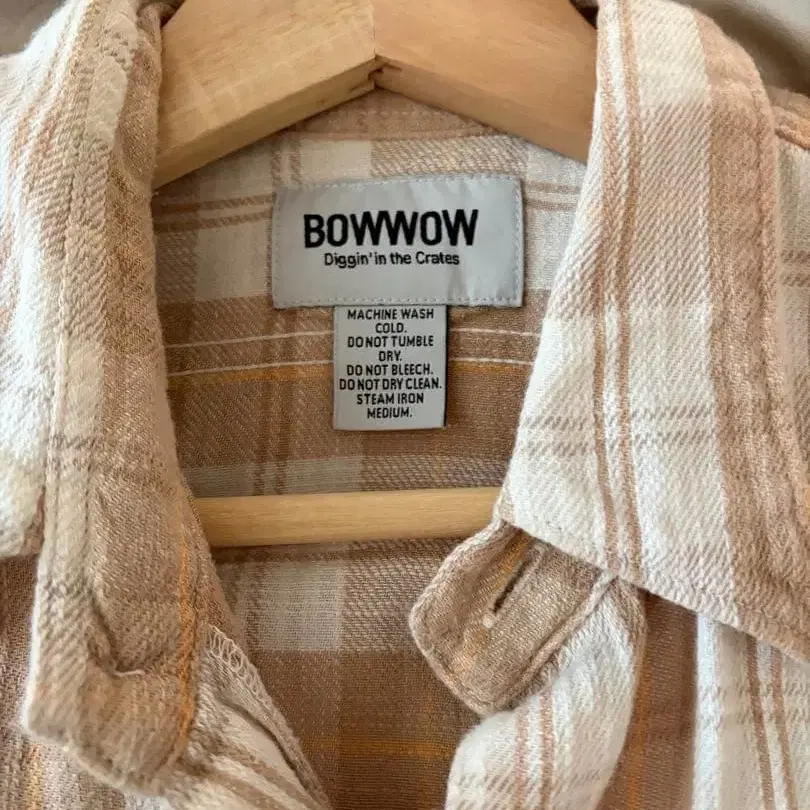 BOWWOW
Diggin' in the Crates
MACHINE WASH
COLD.
DO NOT TUMBLE
DRY.
DO NOT BLEECH.
DO NOT DRY CLEAN.
STEAM IRON
MEDIUM.